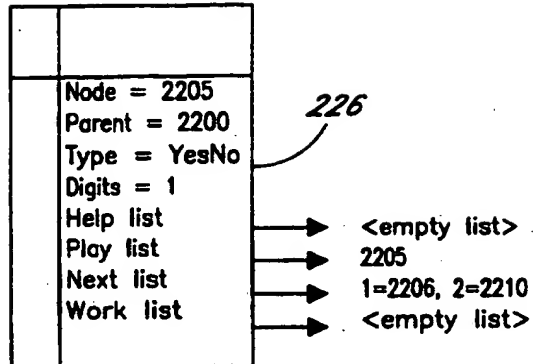 Node = 2205
226
Parent = 2200
Type = YesNo
Digits = 1
Help list
<empty list>
Play list
2205
Next list
1=2206, 2=2210
Work list
<empty list>